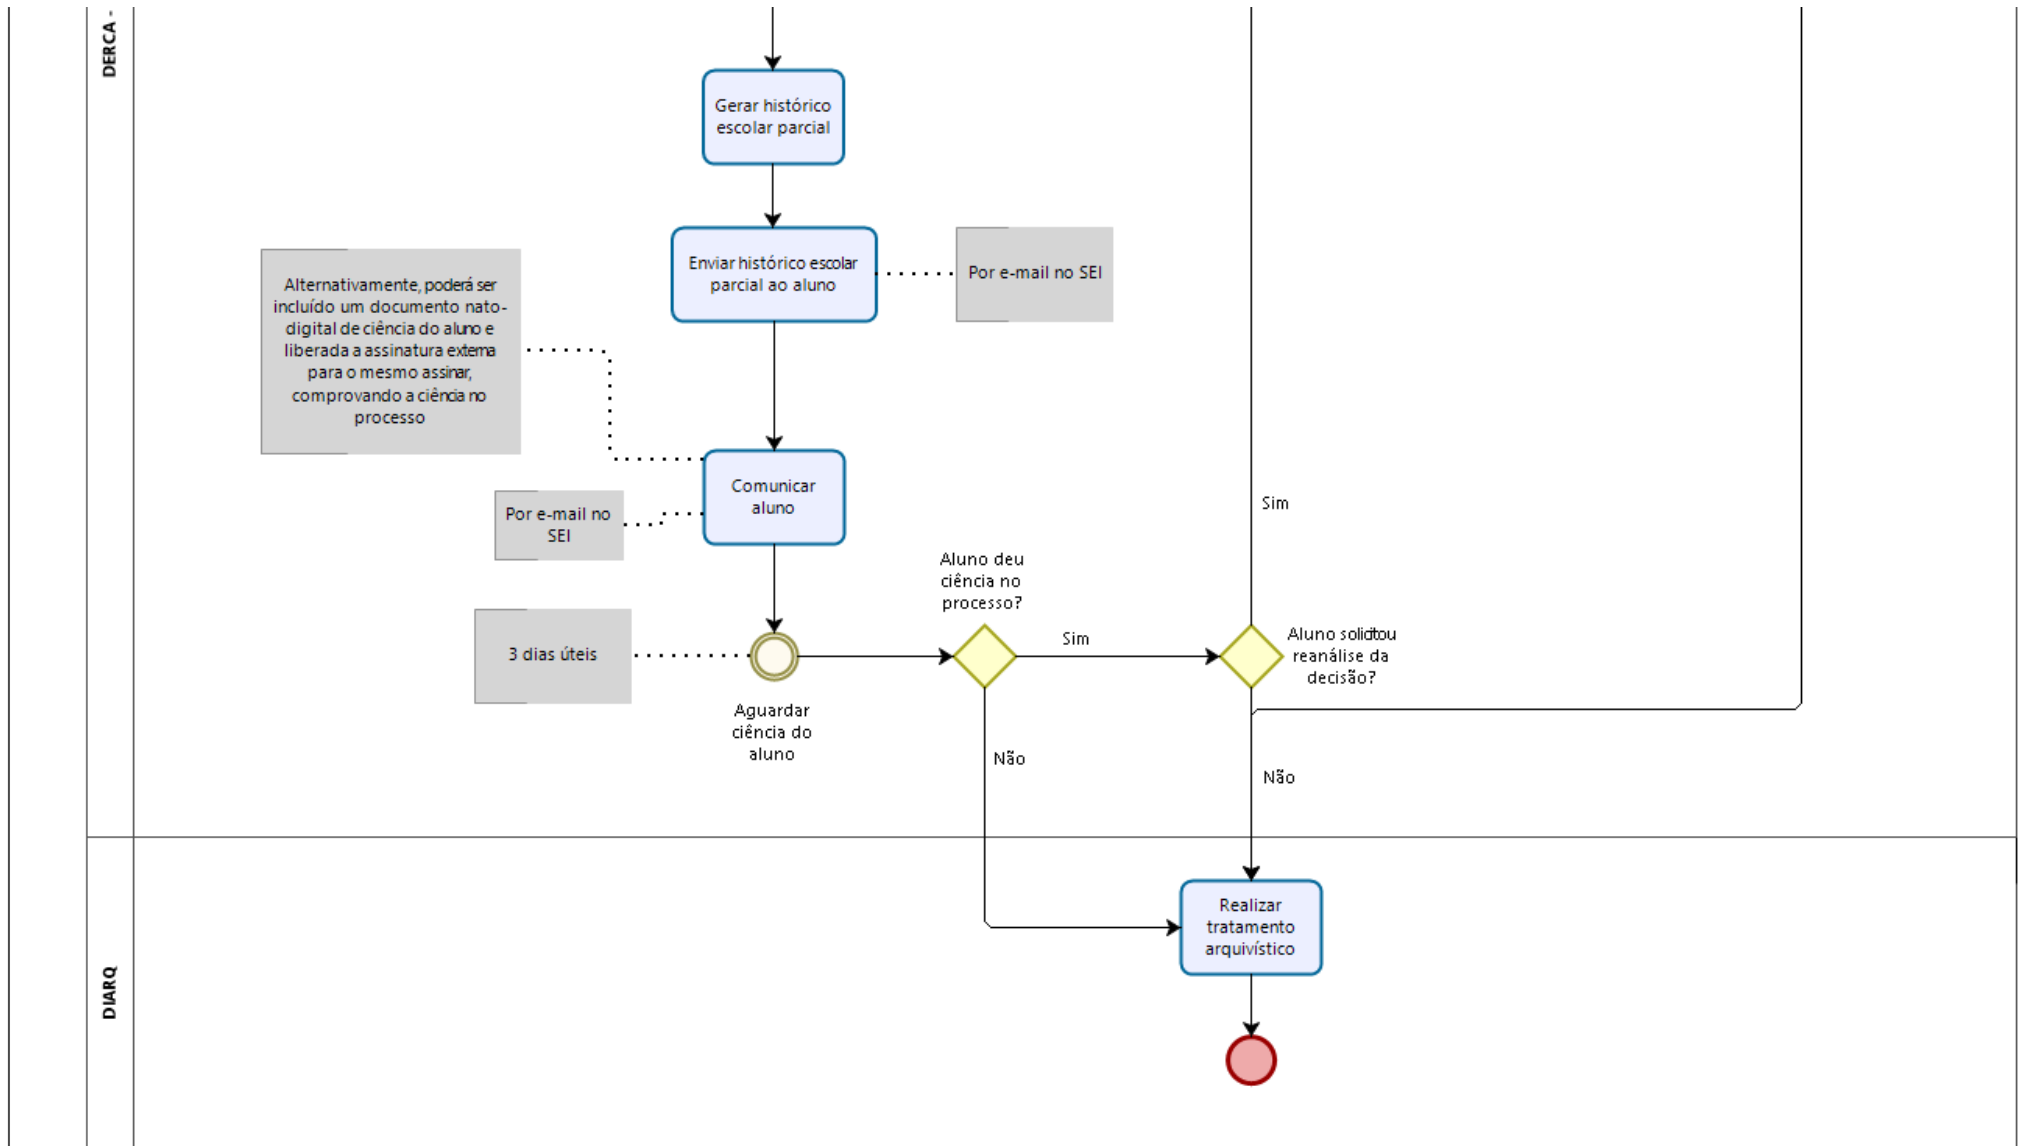 DERCA -
Gerar histórico
escolar parcial
Enviar histórico escolar
parcial ao aluno
Por e-mail no SEI
Alternativamente, poderá ser
incluído um documento nato-
digital de ciência do aluno e
liberada a assinatura externa
para o mesmo assinar,
comprovando a ciência no
processo
Comunicar
aluno
Por e-mail no
SEI
Sim
Aluno deu
ciência no
processo?
3 dias úteis
Sim
Aluno solicitou
reanálise da
decisão?
Aguardar
ciência do
aluno
Não
Não
DIARQ
Realizar
tratamento
arquivístico